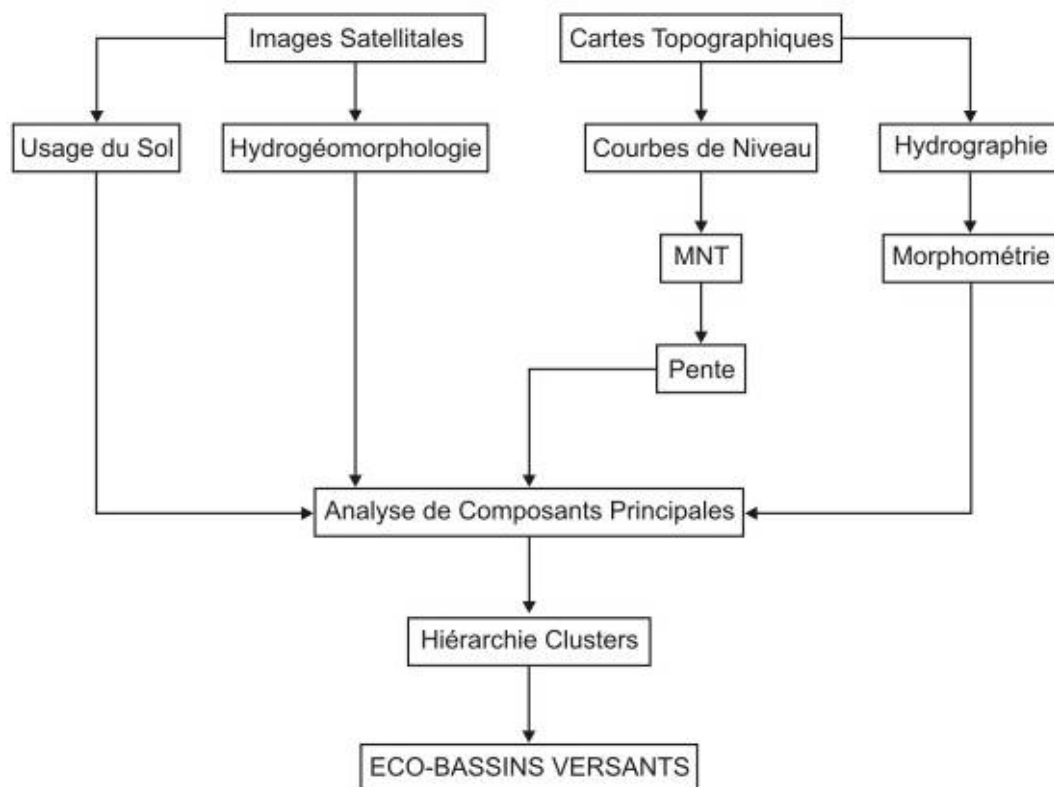 Images Satellitales
Cartes Topographiques
Usage du Sol
Hydrogéomorphologie
Courbes de Niveau
Hydrographie
MNT
Morphométrie
Pente
Analyse de Composants Principales
Hiérarchie Clusters
ECO-BASSINS VERSANTS